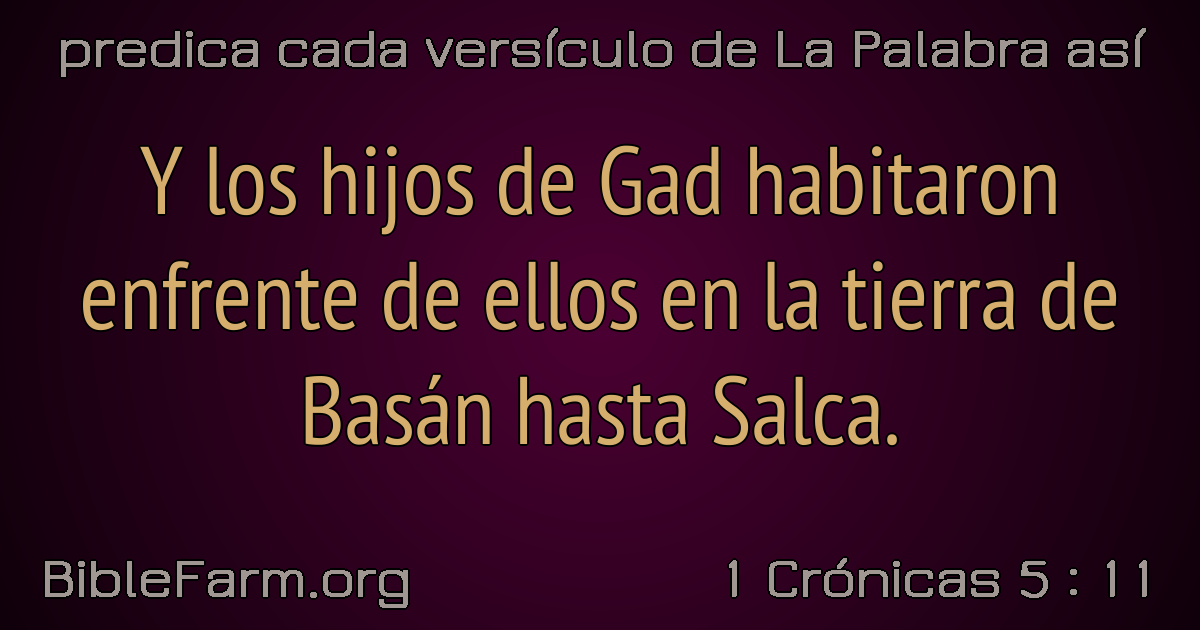 predica cada versículo de La Palabra así
Y los hijos de Gad habitaron
enfrente de ellos en la tierra de
Basán hasta Salca.
BibleFarm.org
1 Crónicas 5 : 11